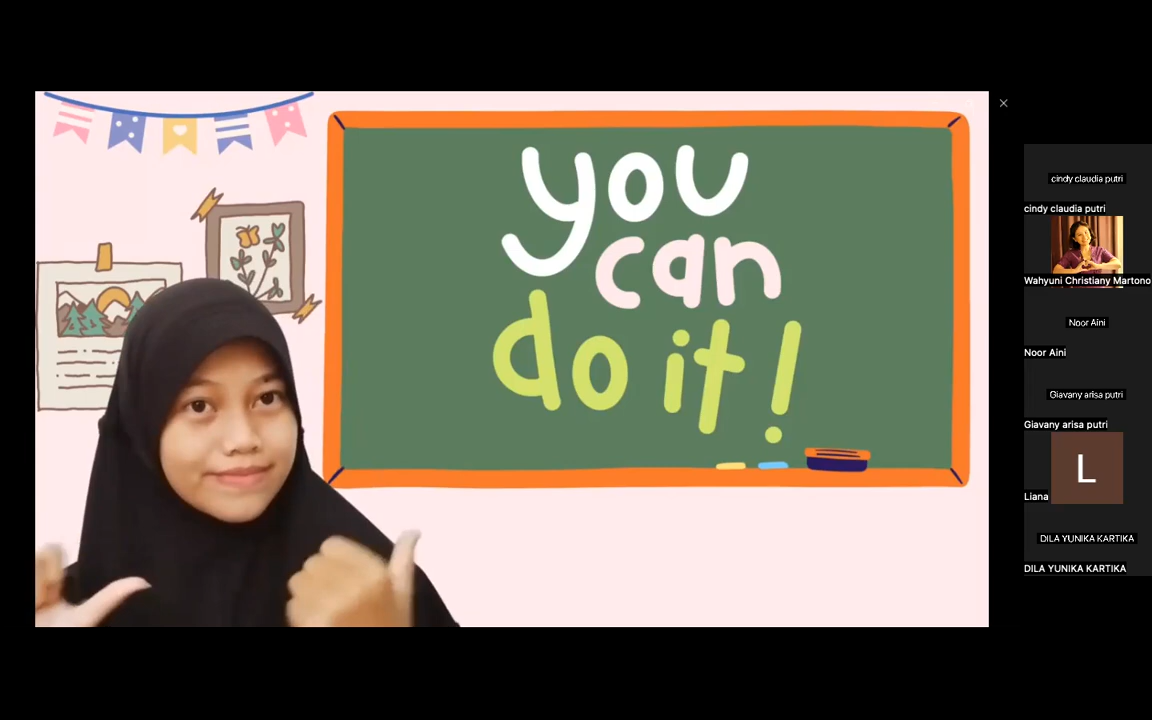 you
can
do it!
cindy claudia putri
cindy claudia putri
Wahyuni Christiany Martono
Noor Aini
Noor Aini
Giavany arisa putri
Giavany arisa putri
L
Liana
DILA YUNIKA KARTIKA
DILA YUNIKA KARTIKA